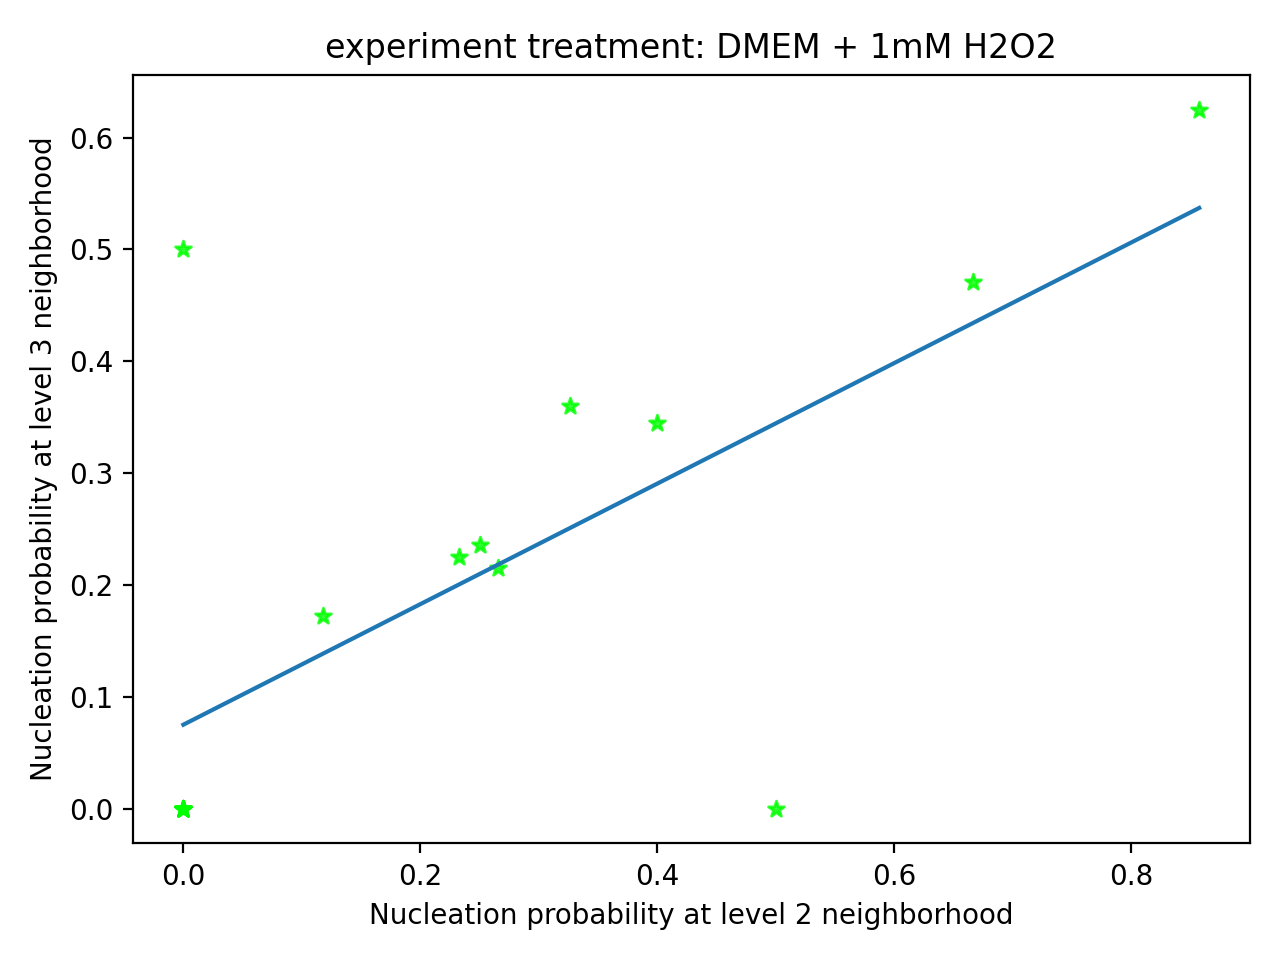 experiment treatment: DMEM + 1mM H2O2
Nucleation probability at level 3 neighborhood
0.6
0.5
0.4
0.3
0.2
0.1
0.0
0.0 0.2 0.4 0.6 0.8
Nucleation probability at level 2 neighborhood